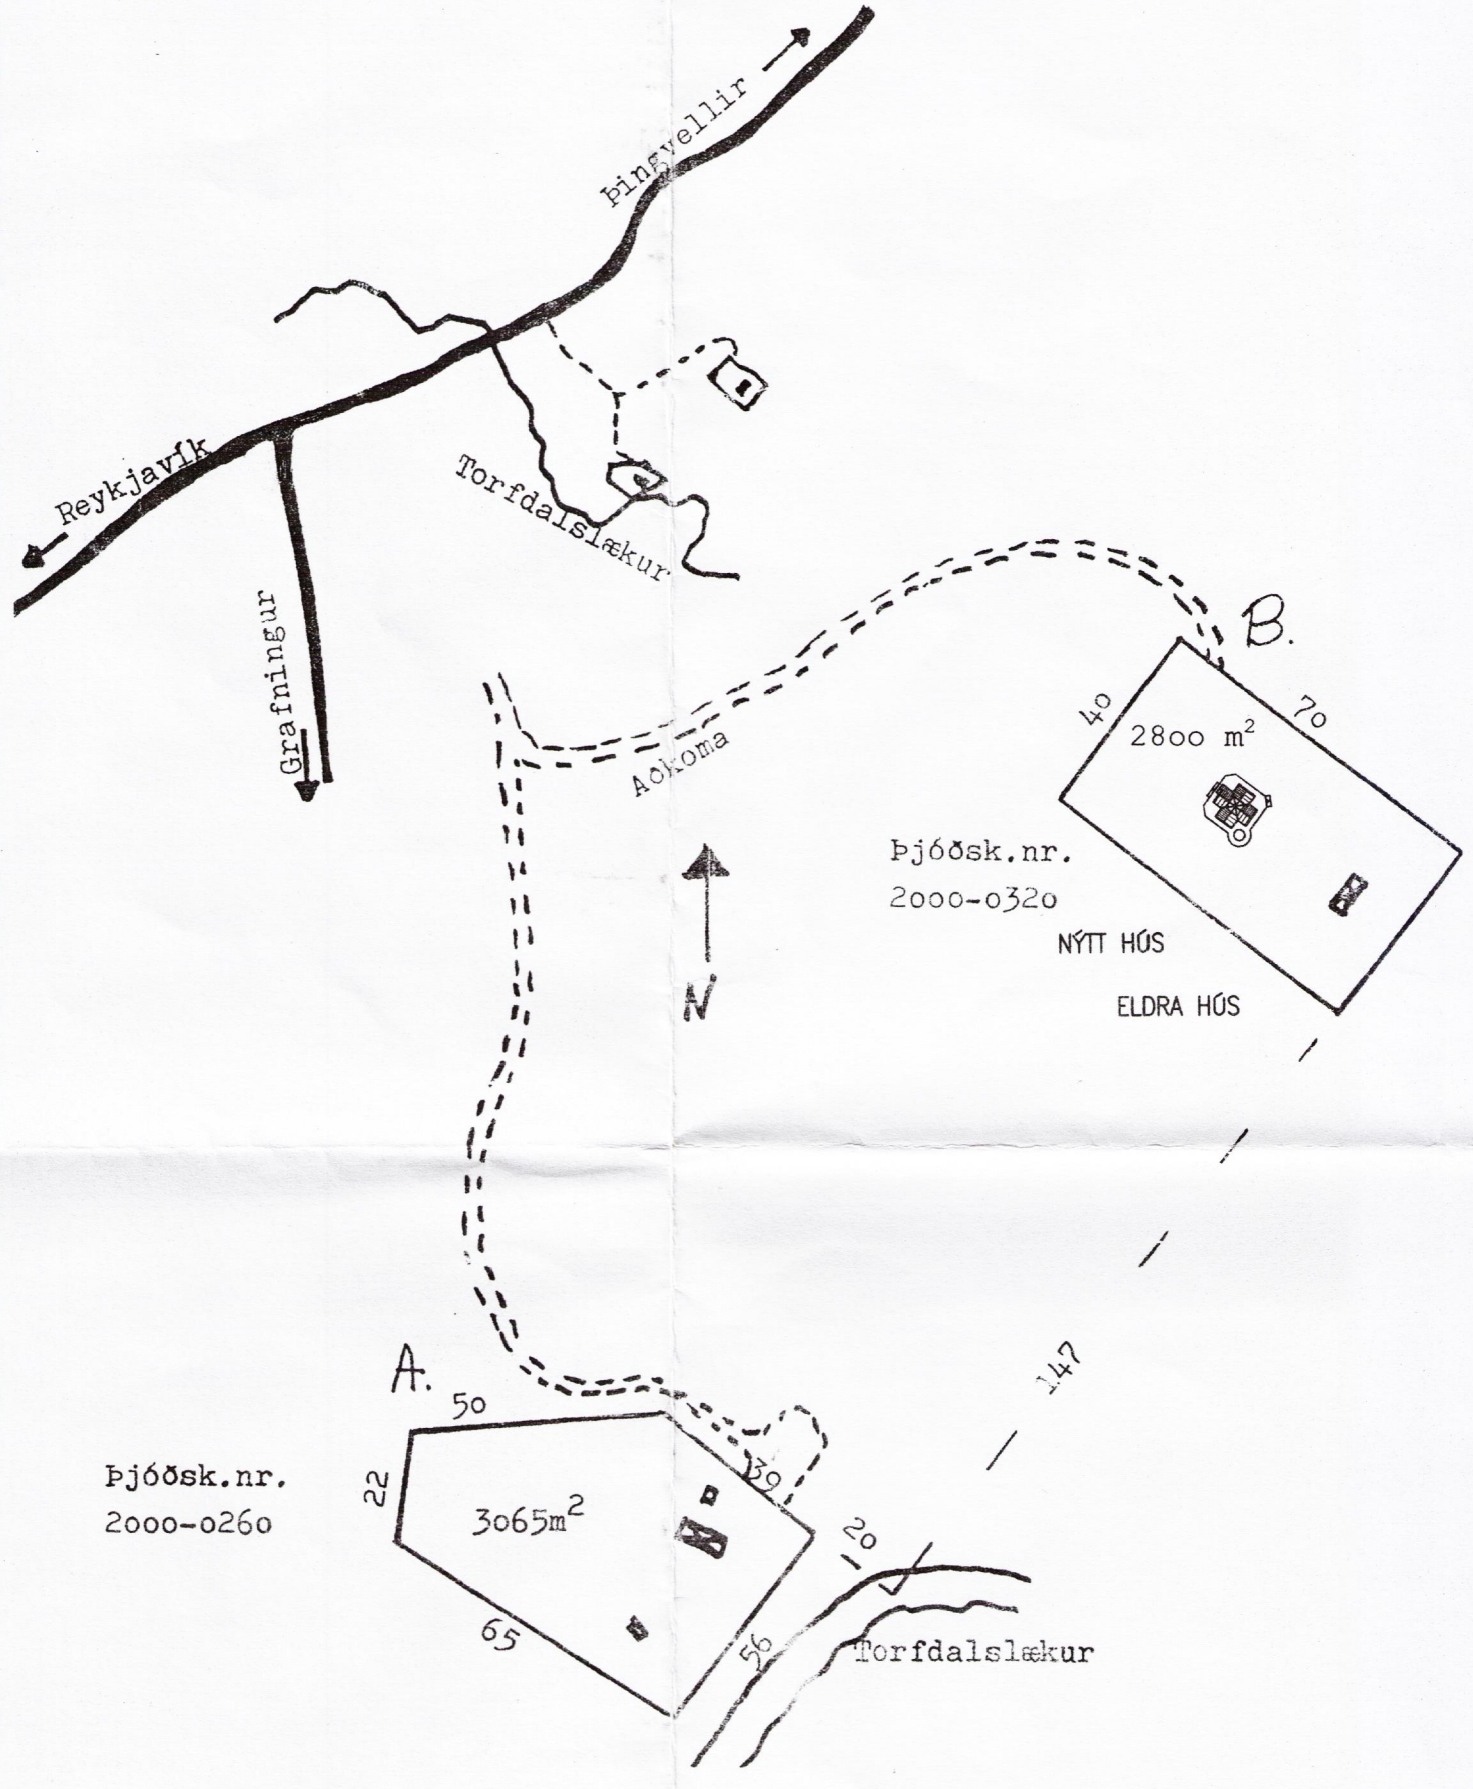 Þingvellir
Reykjavík
Torfdalslækur
Grafningur
B.
40
70
2800 m²
Aðkoma
Þjóðsk.nr.
2000-0320
NÝTT HÚS
N
ELDRA HÚS
147
A.
50
Þjóðsk.nr.
2000-0260
22
39
3065m²
20
65
56
Torfdalslækur